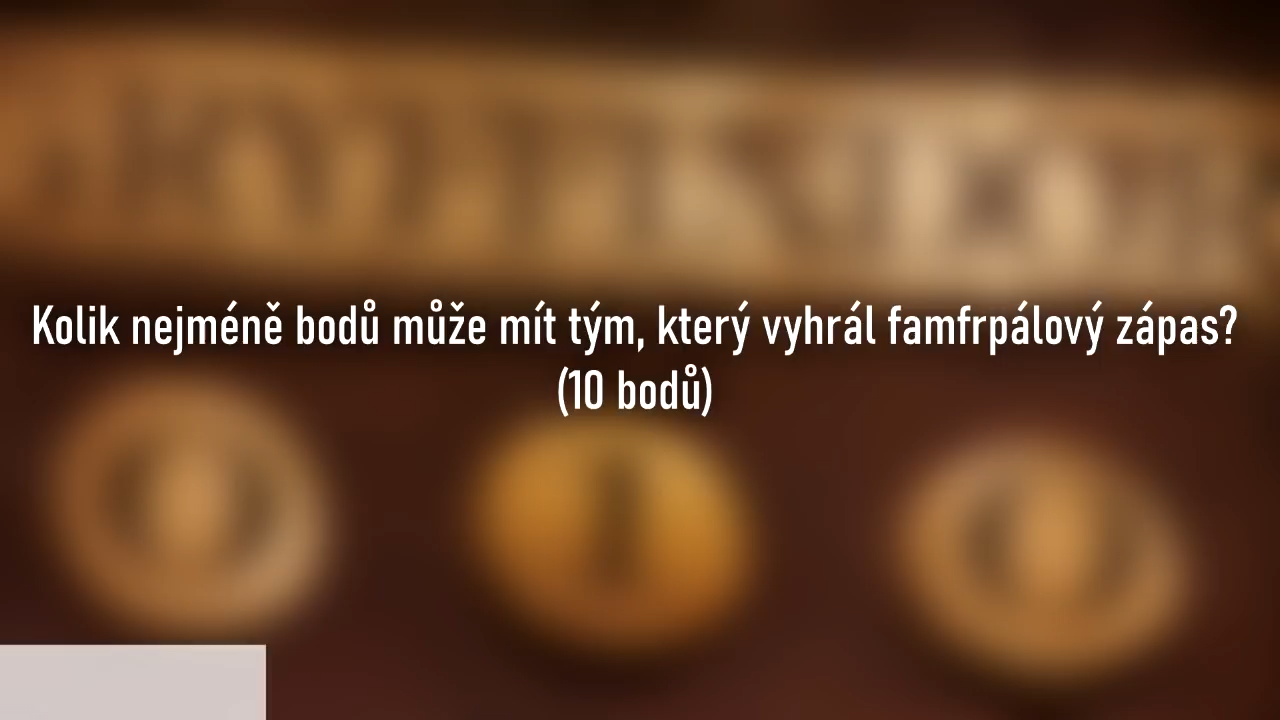 Kolik nejméně bodů může mít tým, který vyhrál famfrpálový zápas?
(10 bodů)